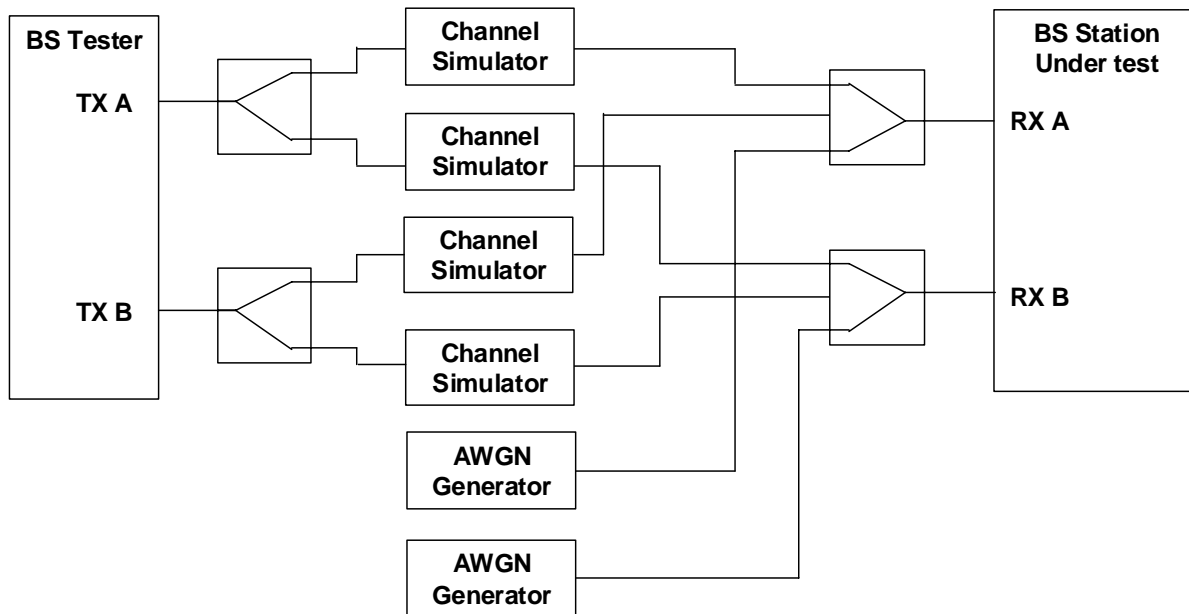 BS Tester
TX A
TX B
Channel
Simulator
Channel
Simulator
Channel
Simulator
Channel
Simulator
AWGN
Generator
AWGN
Generator
BS Station
Under test
RX A
RX B